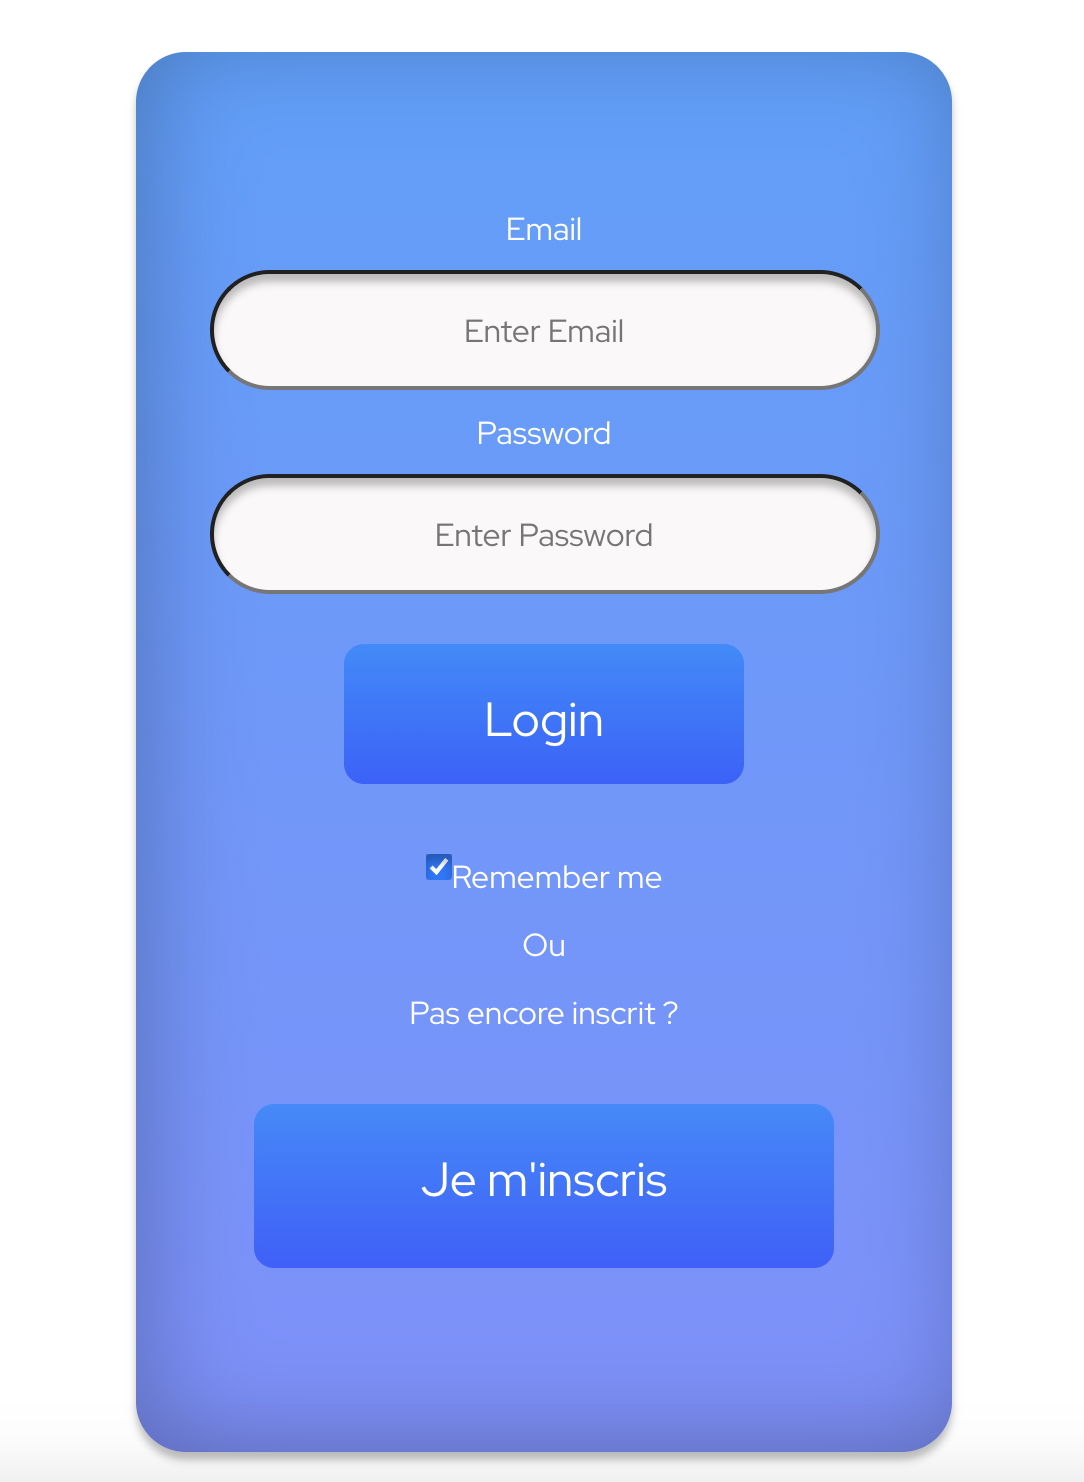 Email
Enter Email
Password
Enter Password
Login
Remember me
Ou
Pas encore inscrit ?
Je m'inscris